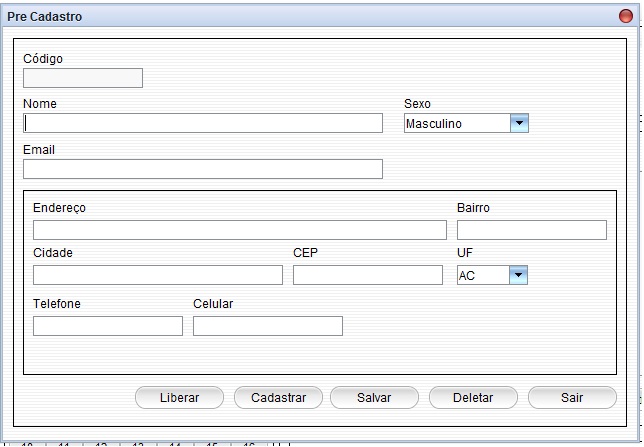 Pre Cadastro
Código
Nome Sexo
Masculino
Email
Endereço Bairro
Cidade CEP UF
AC
Telefone Celular
Liberar Cadastrar Salvar Deletar Sair